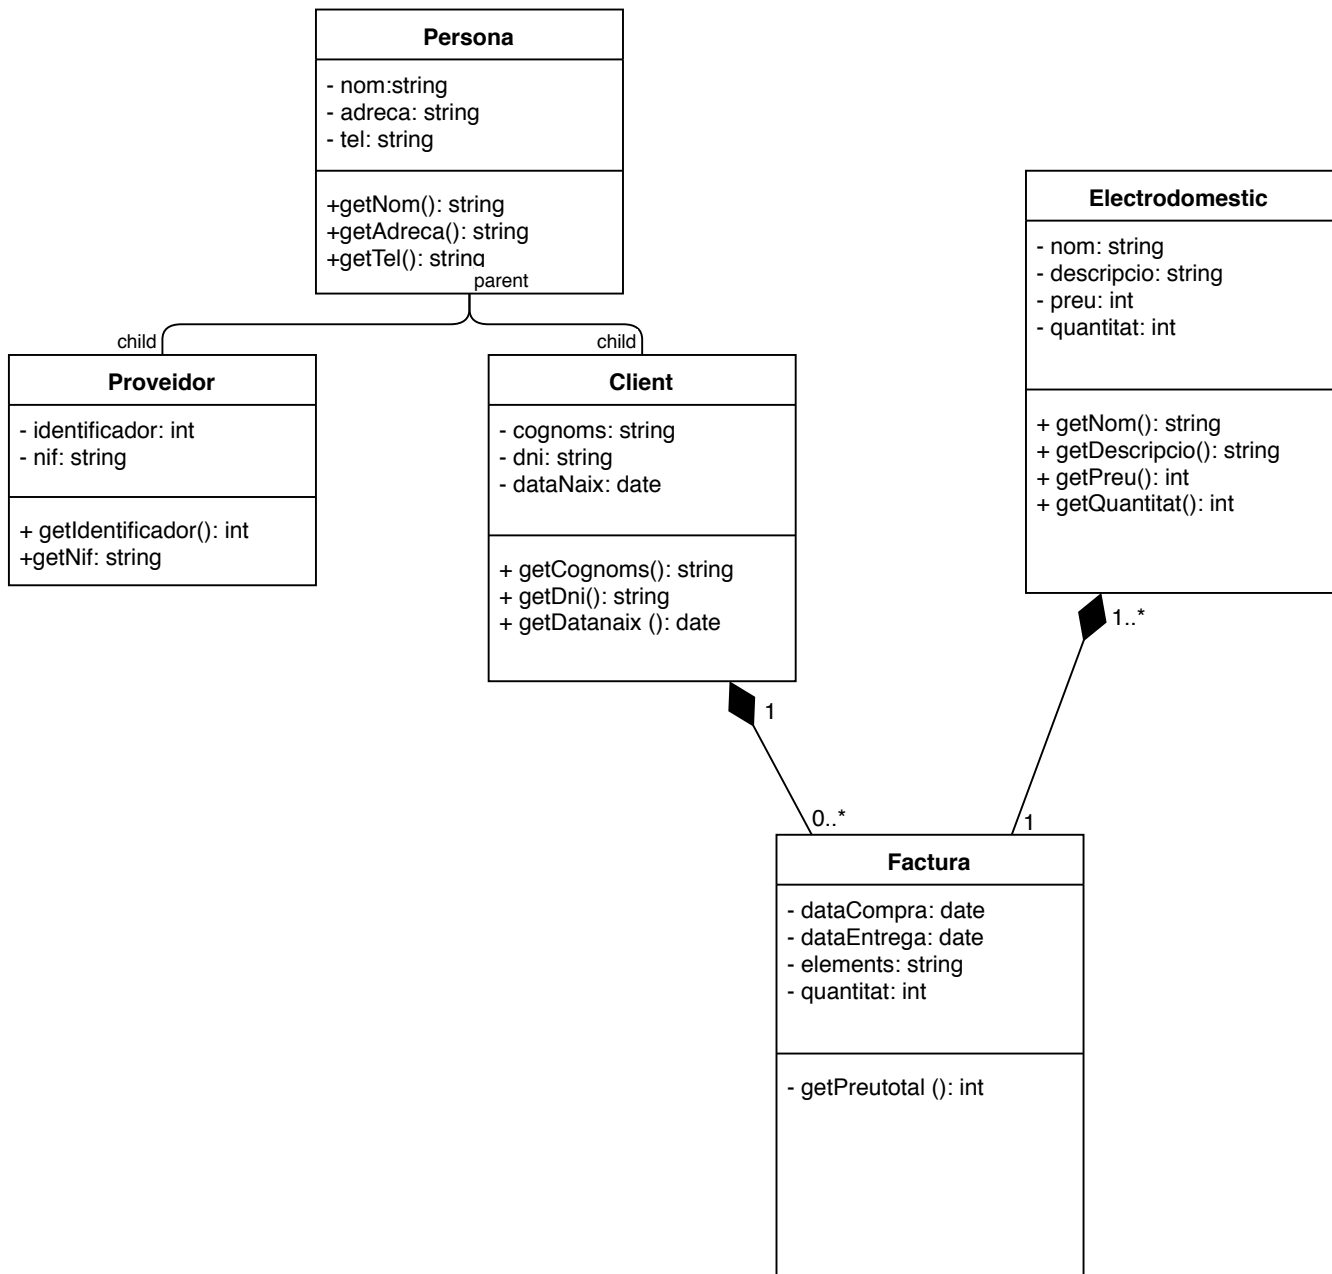 Persona
- nom:string
- adreca: string
- tel: string
+getNom(): string
+getAdreca(): string
+getTel(): string
parent
child
child
Proveidor
- identificador: int
- nif: string
+ getIdentificador(): int
+getNif: string
Client
- cognoms: string
- dni: string
- dataNaix: date
+ getCognoms(): string
+ getDni(): string
+ getDatanaix (): date
Electrodomestic
- nom: string
- descripcio: string
- preu: int
- quantitat: int
+ getNom(): string
+ getDescripcio(): string
+ getPreu(): int
+ getQuantitat(): int
1..*
1
0..*
1
Factura
- dataCompra: date
- dataEntrega: date
- elements: string
- quantitat: int
- getPreutotal (): int